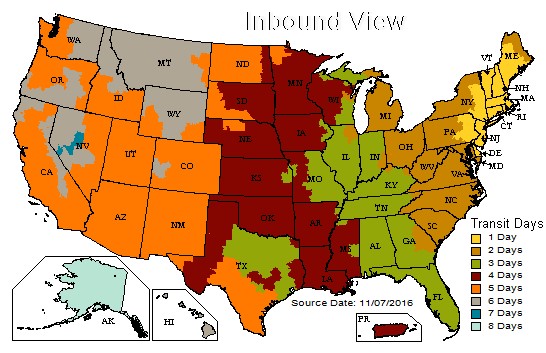 Inbound View
VT
ME
WA
MT
ND
MN
NH
MA
OR
ID
SD
WI
NY
RI
WY
MI
CT
PA
NJ
NE
IA
OH
DE
NV
UT
CO
IL
IN
WV
MD
CA
KS
MO
KY
VA
TN
NC
AZ
NM
OK
AR
SC
MS
AL
GA
TX
LA
FL
Transit Days
1 Day
2 Days
3 Days
4 Days
5 Days
6 Days
7 Days
8 Days
Source Date: 11/07/2016
AK
HI
PR